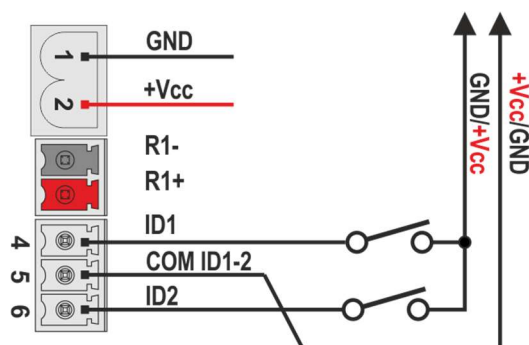 1
GND
2
+Vcc
R1-
R1+
4
ID1
5
COM ID1-2
6
ID2
GND/+Vcc
+Vcc/GND